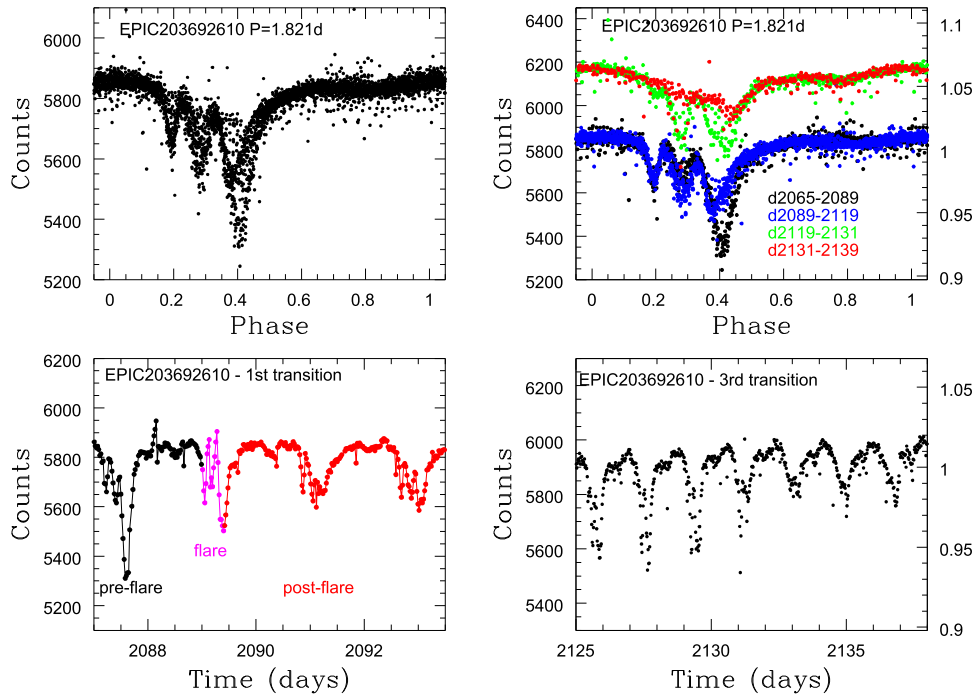 EPIC203692610 P=1.821d
6000
5800
5600
5400
5200
Counts
0
0.2
0.4
0.6
0.8
1
Phase
EPIC203692610 P=1.821d
6400
6200
6000
5800
5600
5400
5200
Counts
1.1
1.05
1
0.95
0.9
d2065-2089
d2089-2119
d2119-2131
d2131-2139
0
0.2
0.4
0.6
0.8
1
Phase
EPIC203692610 - 1st transition
6200
6000
5800
5600
5400
5200
Counts
flare
pre-flare
post-flare
2088
2090
2092
Time (days)
EPIC203692610 - 3rd transition
6200
6000
5800
5600
5400
Counts
1.05
1
0.95
0.9
2125
2130
2135
Time (days)